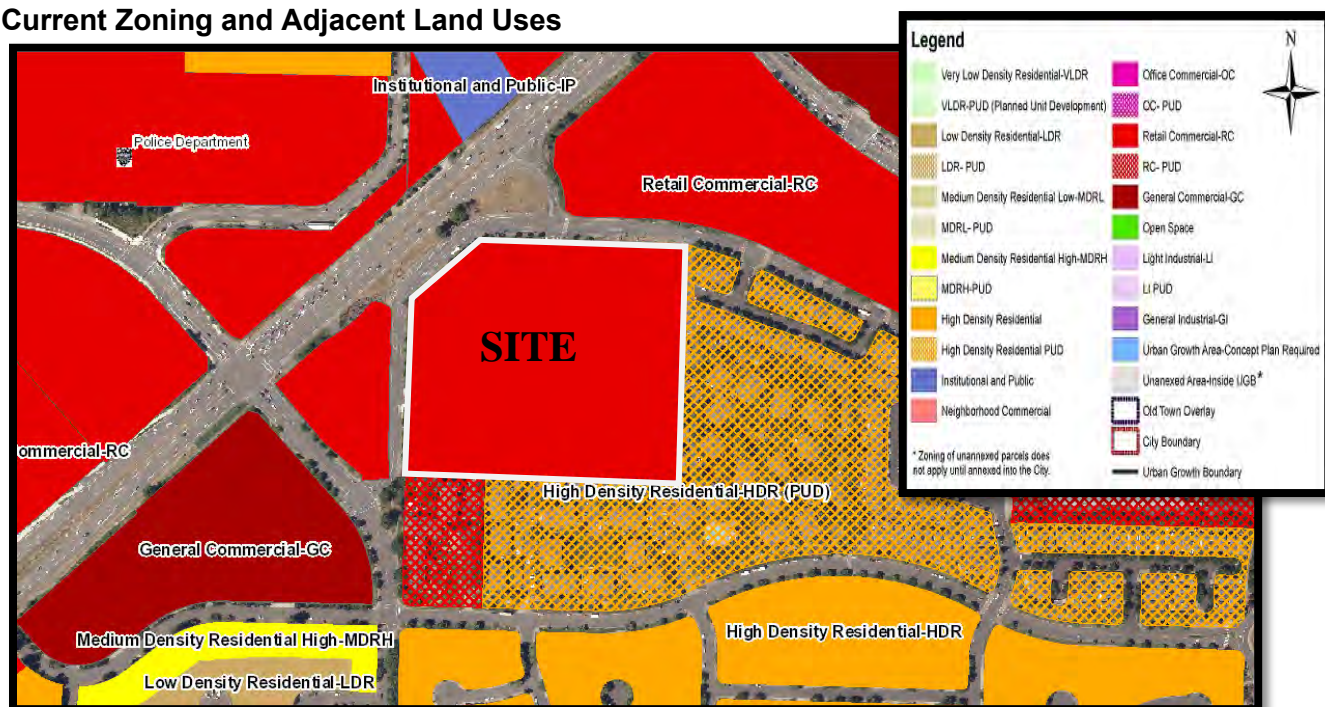 Current Zoning and Adjacent Land Uses
Institutional and Public-IP
Police Department
Retail Commercial-RC
SITE
ommercial-RC
High Density Residential-HDR (PUD)
General Commercial-GC
Medium Density Residential High-MDRH
High Density Residential-HDR
Low Density Residential-LDR
Legend
N
Very Low Density Residential-VLDR
VLDR-PUD (Planned Unit Development)
Low Density Residential-LDR
LDR- PUD
Medium Density Residential Low-MDRL
MDRL- PUD
Medium Density Residential High-MDRH
MDRH-PUD
High Density Residential
High Density Residential PUD
Institutional and Public
Neighborhood Commercial
* Zoning of unannexed parcels does
not apply until annexed into the City.
Office Commercial-OC
OC- PUD
Retail Commercial-RC
RC- PUD
General Commercial-GC
Open Space
Light Industrial-LI
LI PUD
General Industrial-GI
Urban Growth Area-Concept Plan Required
Unanexed Area-Inside UGB*
Old Town Overlay
City Boundary
Urban Growth Boundary